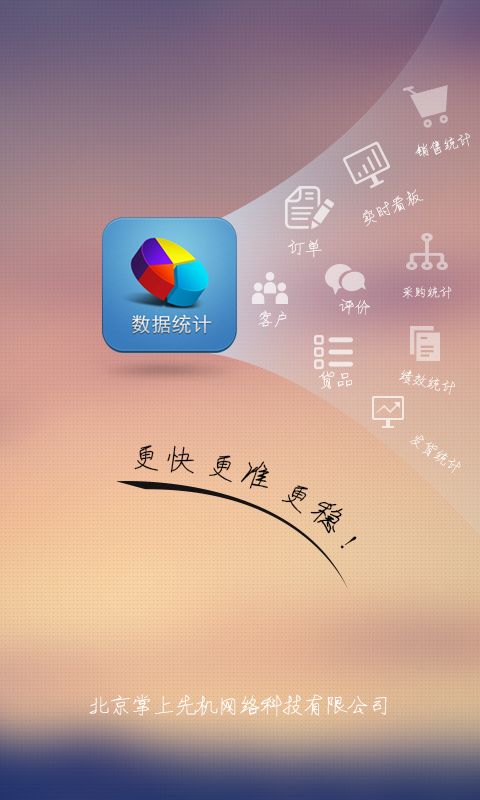 销售统计
实时看板
订单
采购统计
评价
客户
数据统计
货品
绩效统计
发货统计
更快 更准 更稳!
北京掌上先机网络科技有限公司